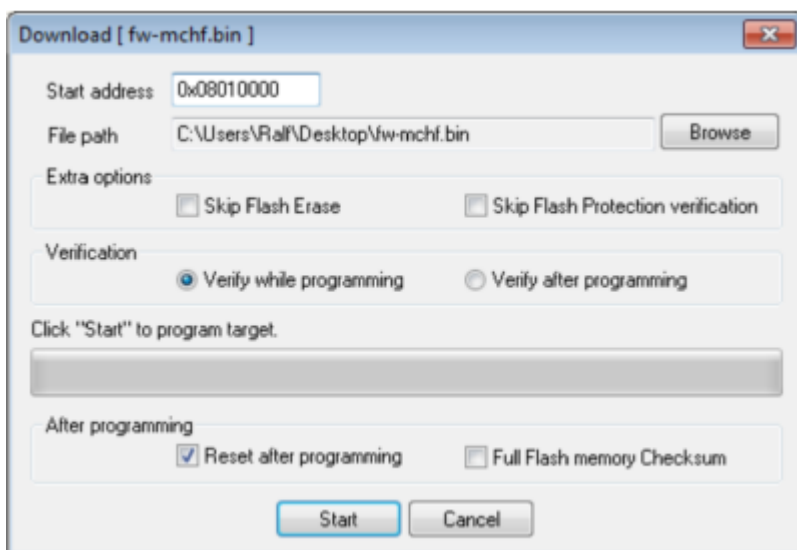 Download [ fw-mchf.bin ]
Start address 0x08010000
File path C:\Users\Ralf\Desktop\fw-mchf.bin Browse
Extra options
Skip Flash Erase Skip Flash Protection verification
Verification
Verify while programming Verify after programming
Click "Start" to program target.
After programming
Reset after programming Full Flash memory Checksum
Start Cancel